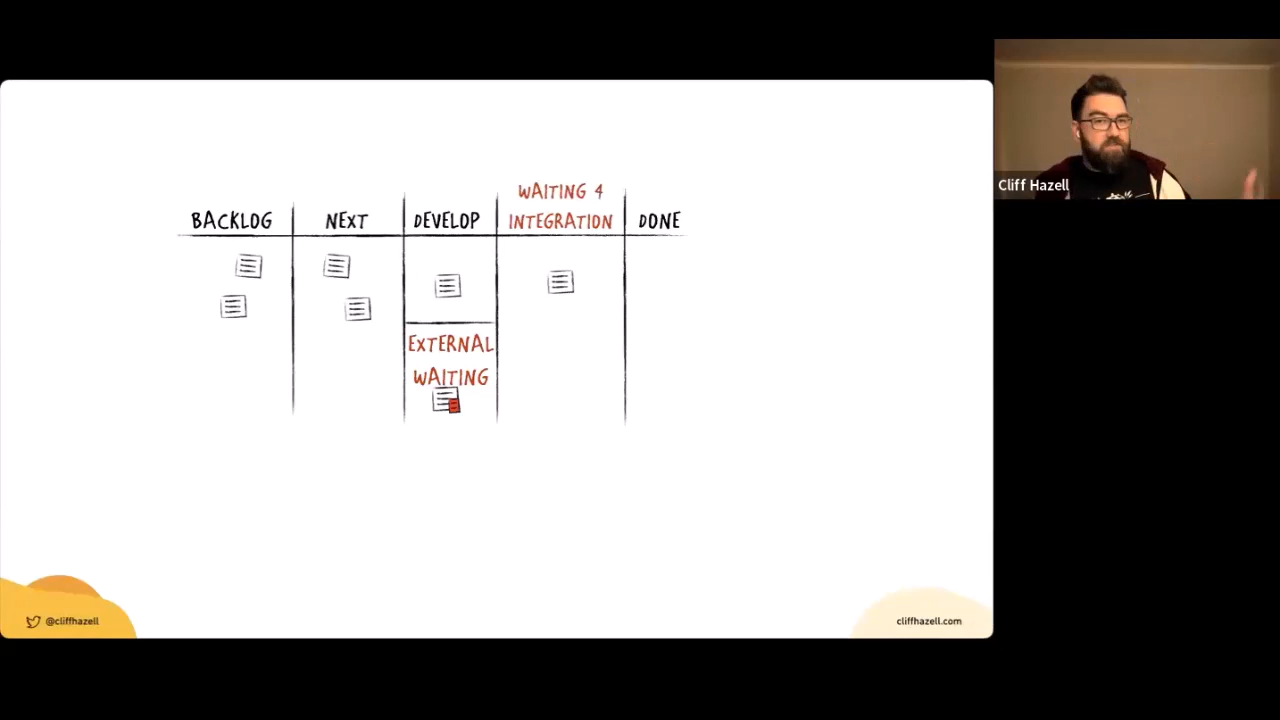 BACKLOG
NEXT
DEVELOP
WAITING 4
INTEGRATION
DONE
EXTERNAL
WAITING
@cliffhazell
cliffhazell.com
Cliff Hazell